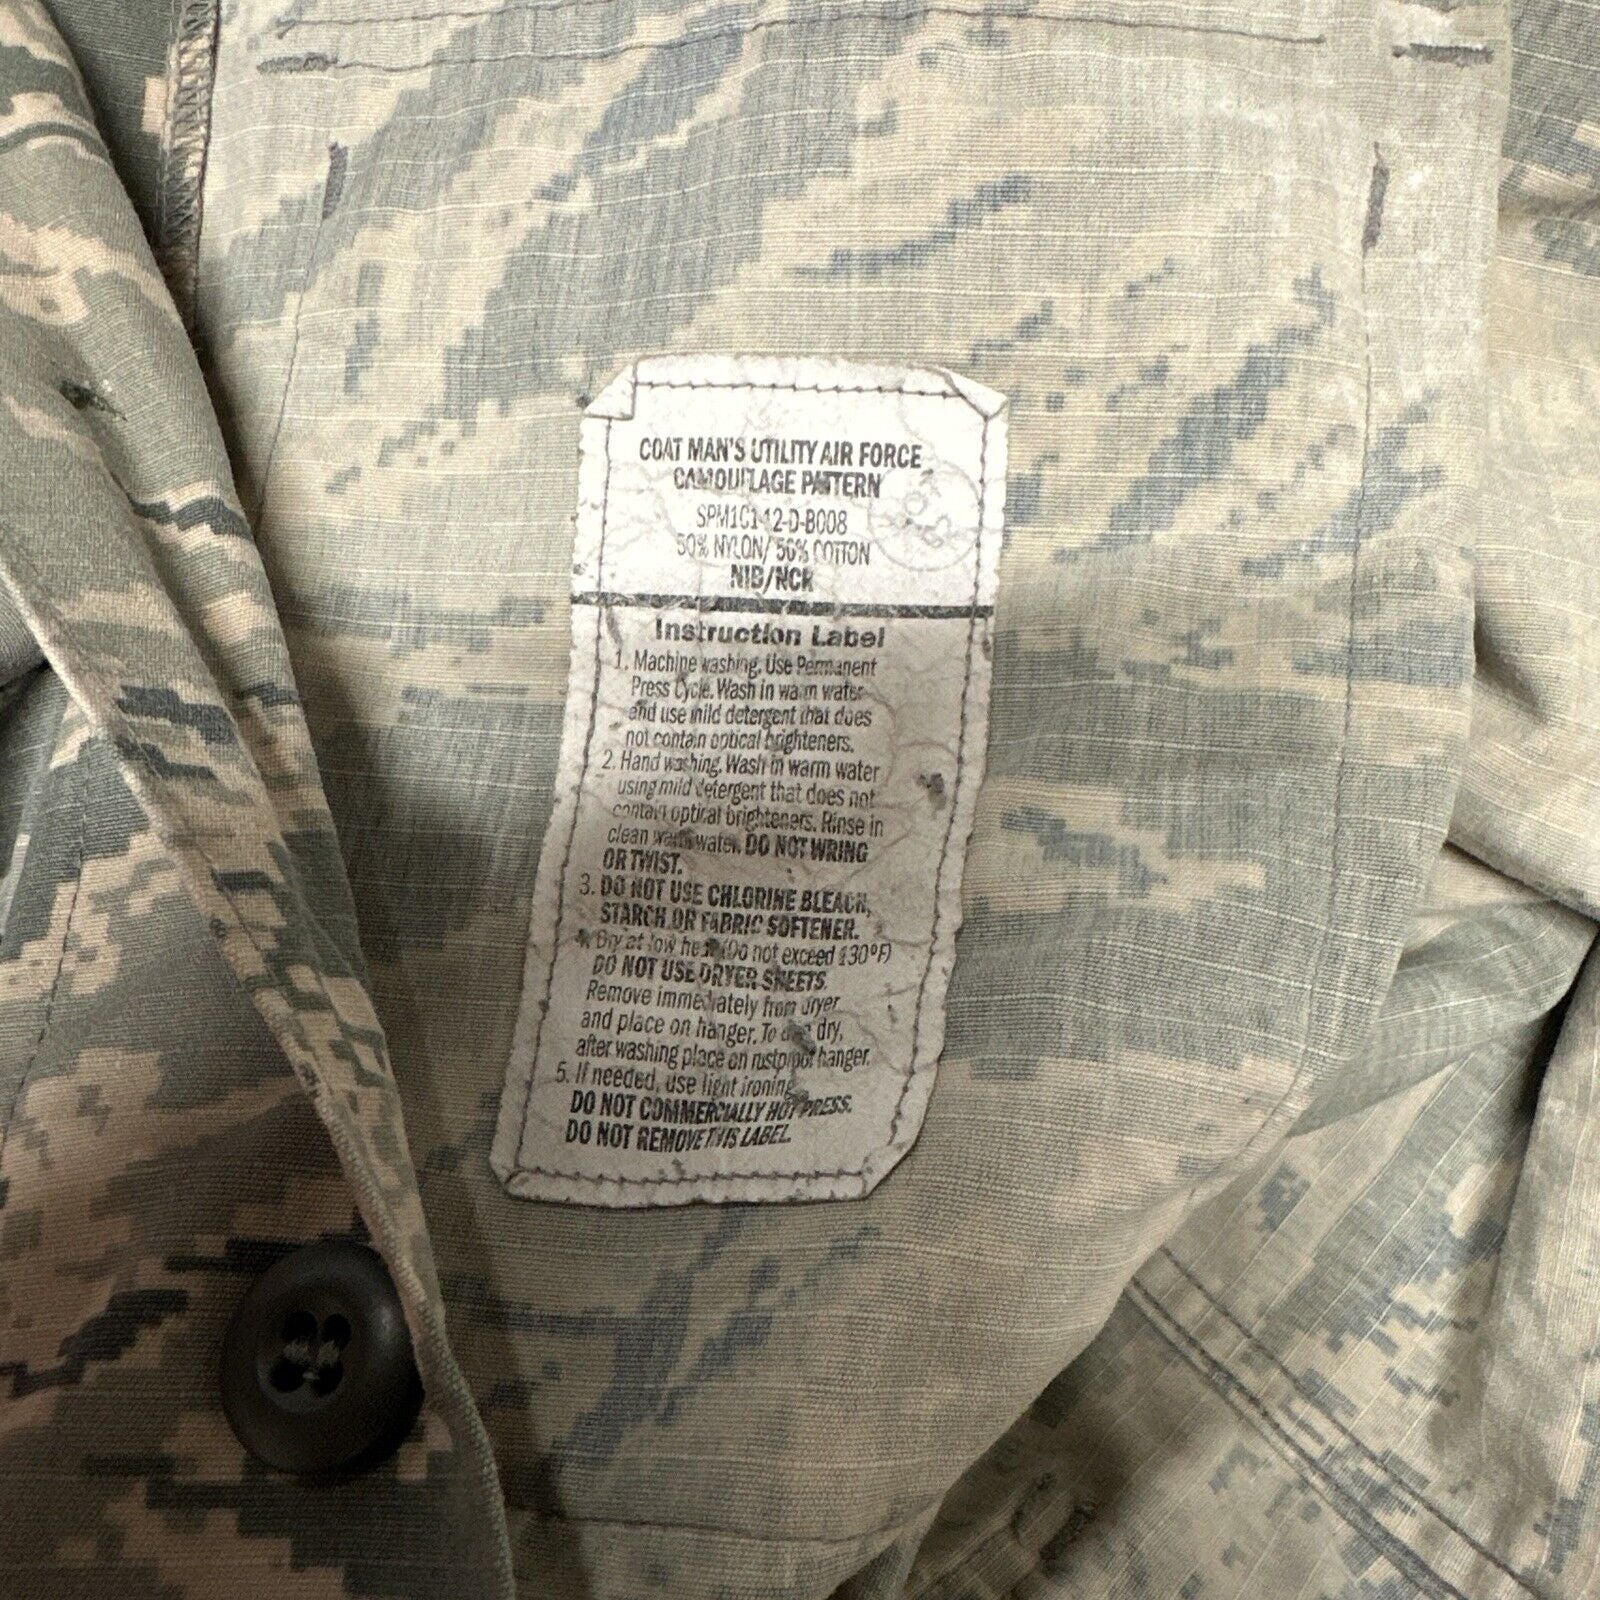 COAT MAN'S UTILITY AIR FORCE
CAMOUFLAGE PATTERN
SPM1C1-12-D-B008
50% NYLON/ 50% COTTON
NIB/NCR
Instruction Label
1. Machine washing. Use Permanent
Press Cycle. Wash in warm water
and use mild detergent that does
not contain optical brighteners.
2. Hand washing. Wash in warm water
using mild detergent that does not
contain optical brighteners. Rinse in
clean warm water. DO NOT WRING
OR TWIST.
3. DO NOT USE CHLORINE BLEACH,
STARCH OR FABRIC SOFTENER.
4. Dry at low heat (Do not exceed 130°F)
DO NOT USE DRYER SHEETS.
Remove immediately from dryer
and place on hanger. To drip dry,
after washing place on rustproof hanger.
5. If needed, use light ironing.
DO NOT COMMERCIALLY HOT PRESS.
DO NOT REMOVE THIS LABEL.